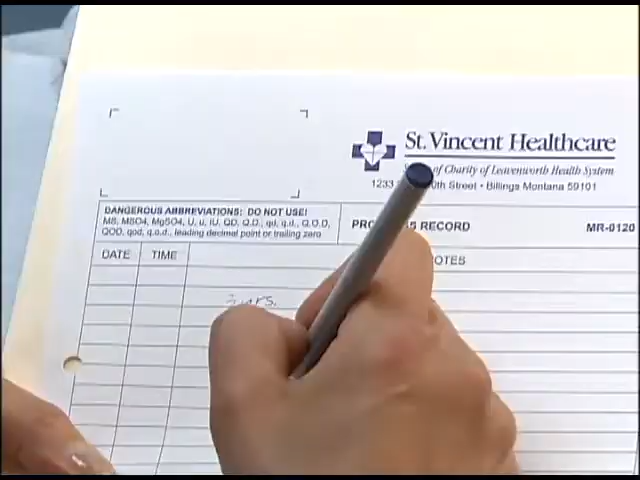 St. Vincent Healthcare
of Charity of Leavenworth Health System
1233 th Street • Billings Montana 59101
DANGEROUS ABBREVIATIONS: DO NOT USE!
MS, MSO4, MgSO4, U, u, IU, QD, Q.D., qd, q.d., Q.O.D,
QOD, qod, q.o.d., leading decimal point or trailing zero
PRO SS RECORD
MR-0120
DATE TIME OTES